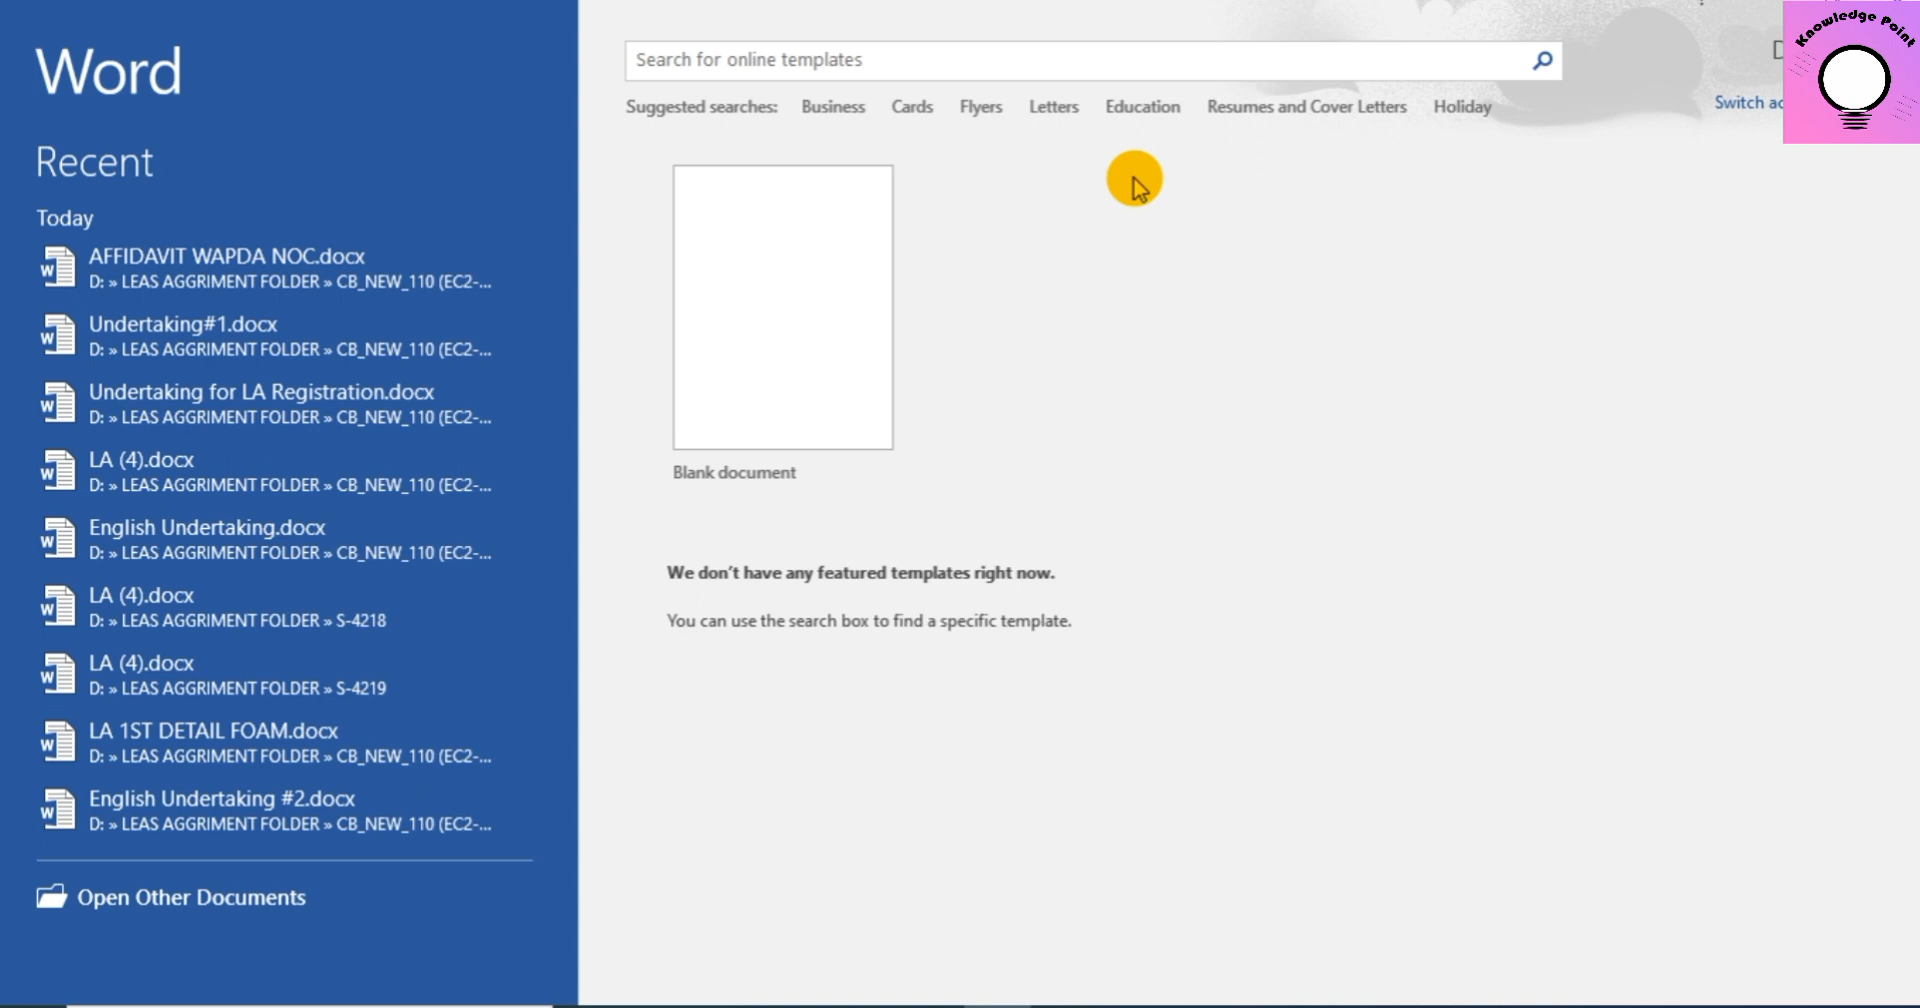 Word
Recent
Today
AFFIDAVIT WAPDA NOC.docx
D: » LEAS AGGRIMENT FOLDER » CB_NEW_110 (EC2-...
Undertaking#1.docx
D: » LEAS AGGRIMENT FOLDER » CB_NEW_110 (EC2-...
Undertaking for LA Registration.docx
D: » LEAS AGGRIMENT FOLDER » CB_NEW_110 (EC2-...
LA (4).docx
D: » LEAS AGGRIMENT FOLDER » CB_NEW_110 (EC2-...
English Undertaking.docx
D: » LEAS AGGRIMENT FOLDER » CB_NEW_110 (EC2-...
LA (4).docx
D: » LEAS AGGRIMENT FOLDER » S-4218
LA (4).docx
D: » LEAS AGGRIMENT FOLDER » S-4219
LA 1ST DETAIL FOAM.docx
D: » LEAS AGGRIMENT FOLDER » CB_NEW_110 (EC2-...
English Undertaking #2.docx
D: » LEAS AGGRIMENT FOLDER » CB_NEW_110 (EC2-...
Open Other Documents
Search for online templates
Suggested searches: Business Cards Flyers Letters Education Resumes and Cover Letters Holiday
Switch
Knowledge Point
Blank document
We don't have any featured templates right now.
You can use the search box to find a specific template.